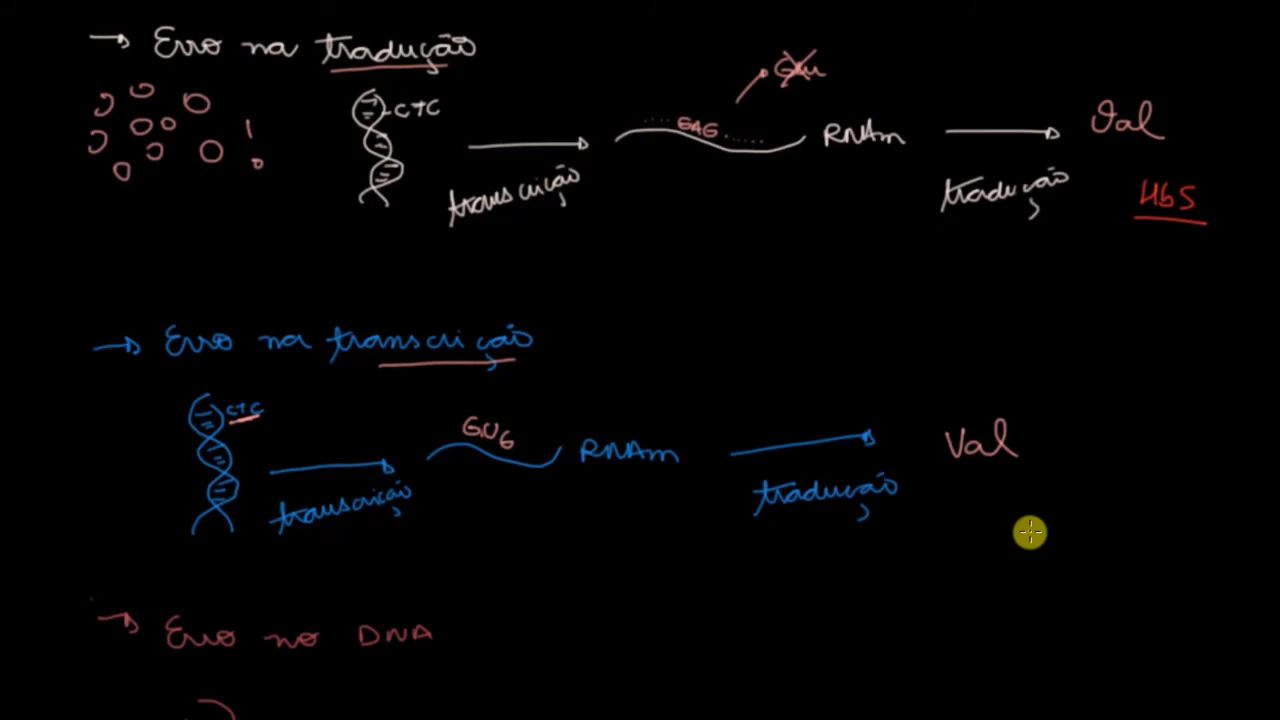 → Erro na tradução
CTC
transcrição
GAG
Glu
RNAm
tradução
Val
HbS
→ Erro na transcrição
CTC
transcrição
GUG
RNAm
tradução
Val
→ Erro no DNA